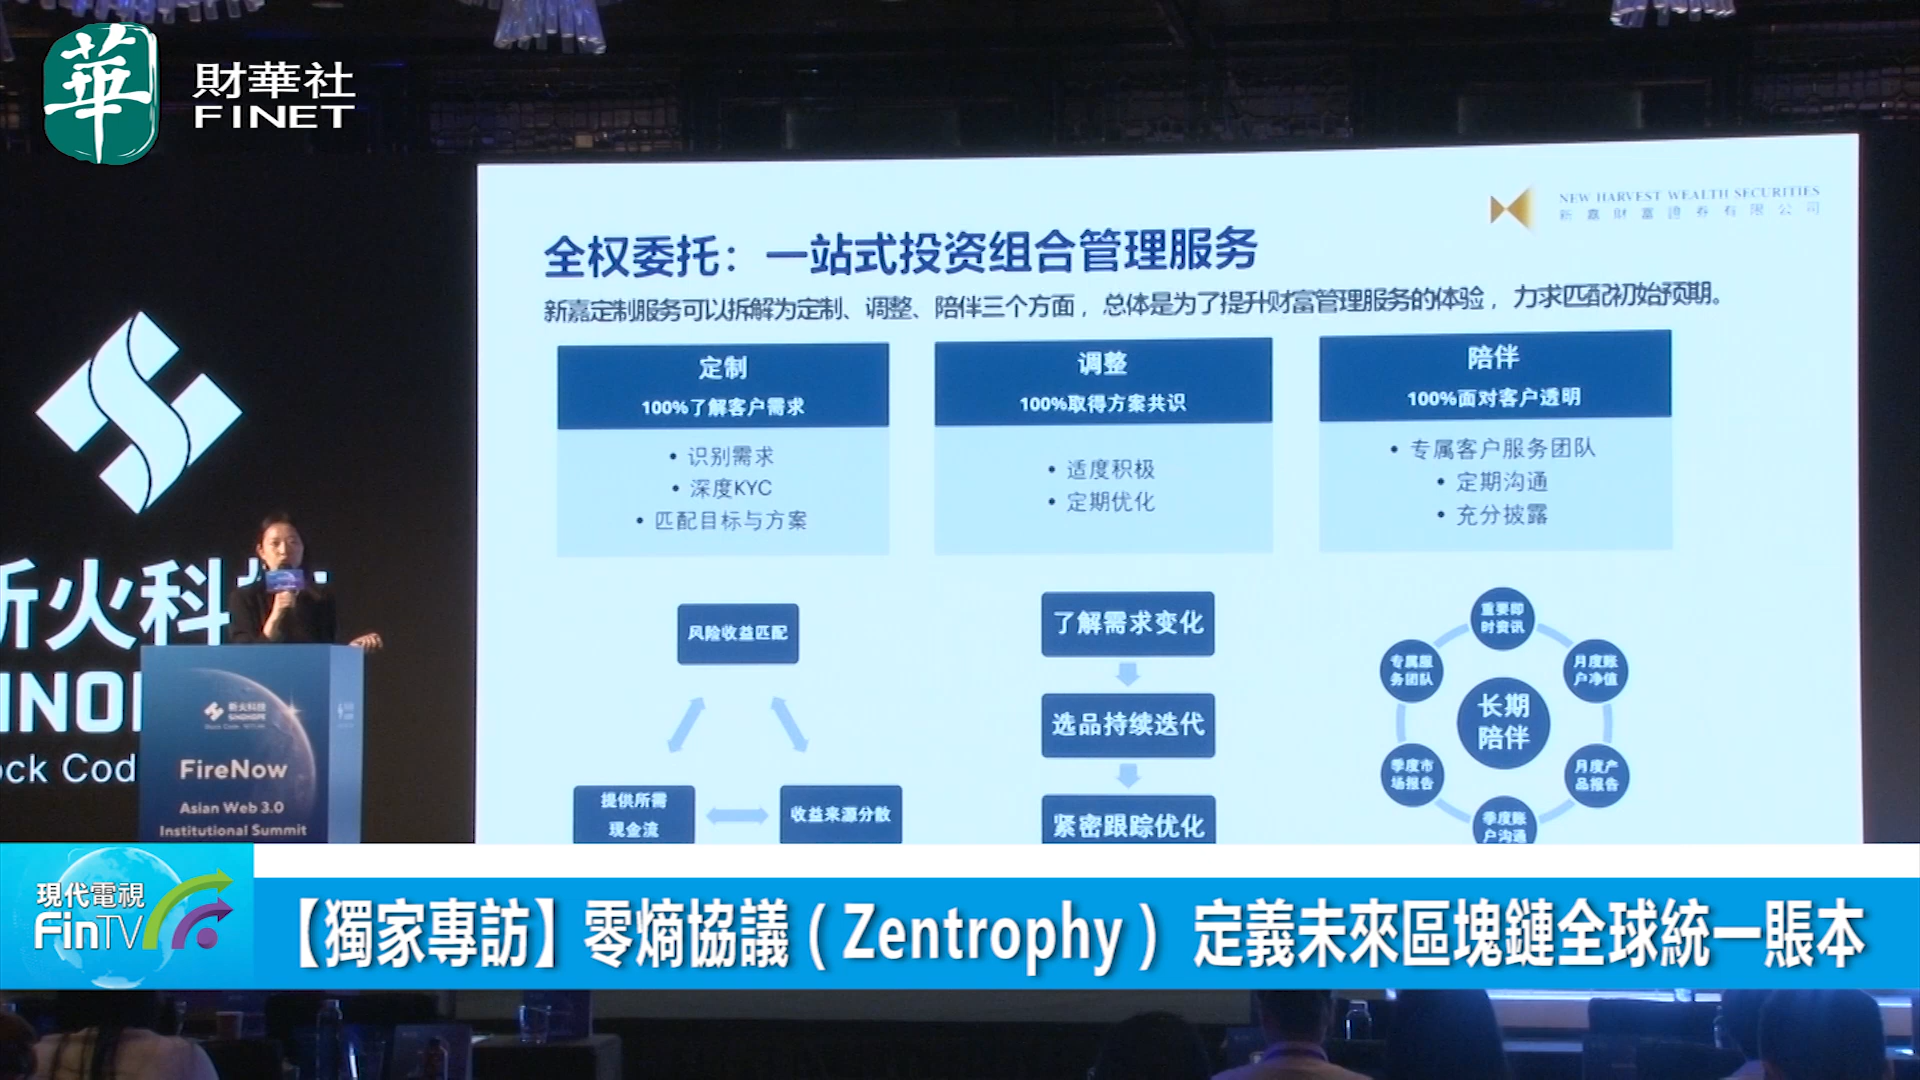 華
財華社
FINET
NEW HARVEST WEALTH SECURITIES
新嘉財富證券有限公司
全权委托：一站式投资组合管理服务
新嘉定制服务可以拆解为定制、调整、陪伴三个方面，总体是为了提升财富管理服务的体验，力求匹配初始预期。
定制
100%了解客户需求
• 识别需求
• 深度KYC
• 匹配目标与方案
调整
100%取得方案共识
• 适度积极
• 定期优化
陪伴
100%面对客户透明
• 专属客户服务团队
• 定期沟通
• 充分披露
风险收益匹配
提供所需
现金流
收益来源分散
了解需求变化
选品持续迭代
紧密跟踪优化
重要即
时资讯
月度账
户净值
月度产
品报告
季度账
户沟通
季度市
场报告
专属服
务团队
长期
陪伴
新火科
INO
ock Cod
新火科技
SINOHOPE
FireNow
Asian Web 3.0
Institutional Summit
現代電視
FinTV
【獨家專訪】零熵協議（Zentrophy） 定義未來區塊鏈全球統一賬本